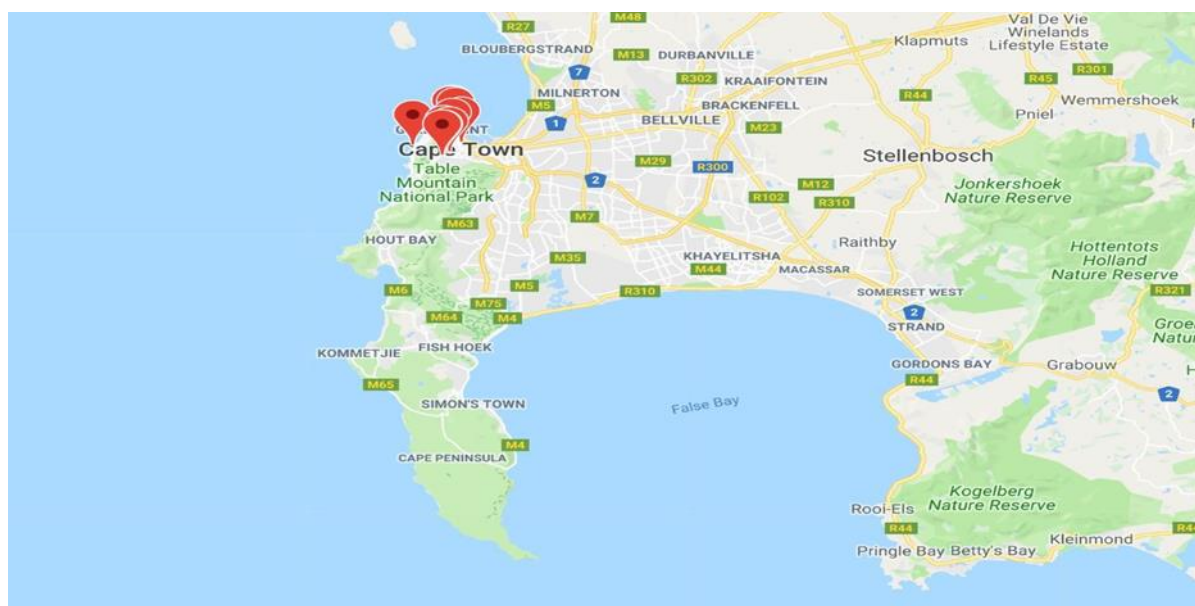 M48
R27
Val De Vie
Winelands
Lifestyle Estate
Klapmuts
BLOUBERGSTRAND
M13
DURBANVILLE
7
R302
KRAAIFONTEIN
R45
R301
MILNERTON
R44
Wemmershoek
M5
BRACKENFELL
Pniel
1
BELLVILLE
M23
Cape Town
Stellenbosch
M29
R300
Table
Mountain
National Park
2
M12
R102
R310
Jonkershoek
Nature Reserve
M63
M7
HOUT BAY
Raithby
Hottentots
Holland
Nature Reserve
M35
KHAYELITSHA
M44
MACASSAR
M6
M5
R310
SOMERSET WEST
R321
M75
M64
M4
2
STRAND
KOMMETJIE
FISH HOEK
GORDONS BAY
Grabouw
M65
R44
2
SIMON'S TOWN
False Bay
M4
CAPE PENINSULA
Kogelberg
Nature Reserve
Rooi-Els
R44
Kleinmond
Pringle Bay
Betty's Bay